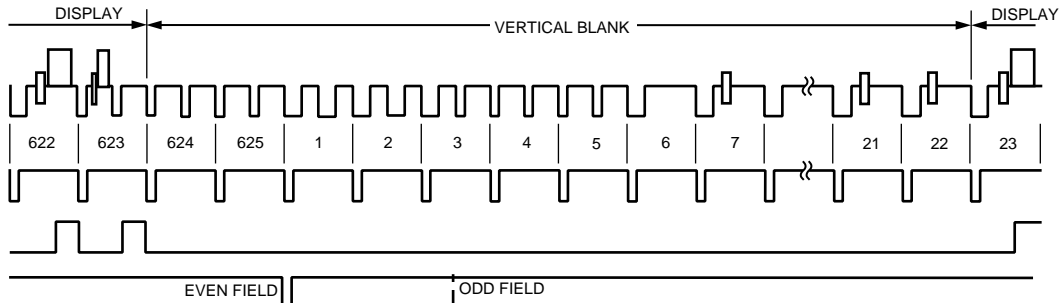 DISPLAY
VERTICAL BLANK
DISPLAY
622 623 624 625 1 2 3 4 5 6 7 21 22 23
EVEN FIELD ODD FIELD